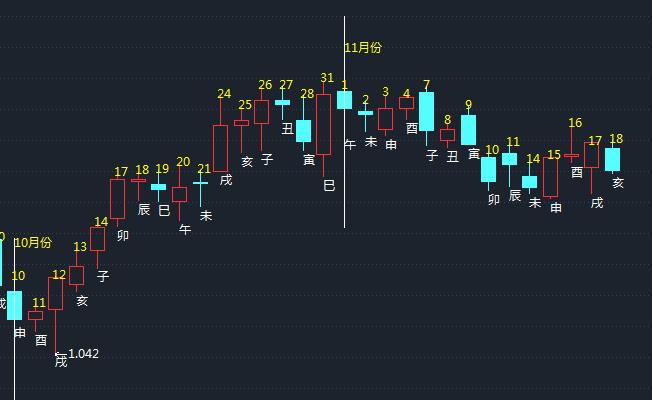 11月份
31 1
26 27
24 28 2 3 4 7
25 9
8 16
17 18
10 11 14 15
17 18 19 20 21
丑 午 未 申 酉
亥 子 寅 子 丑 寅
戌 巳 酉 亥
卯 辰 未 申 戌
辰 巳 未
14 卯 午
0 10月份
13
子
10 12
亥
戌 11
申 酉
戌 1.042